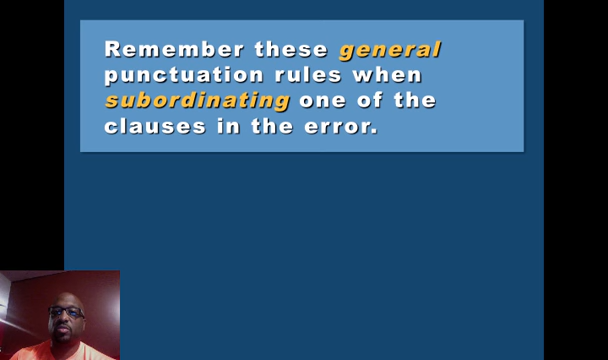 Remember these general
punctuation rules when
subordinating one of the
clauses in the error.